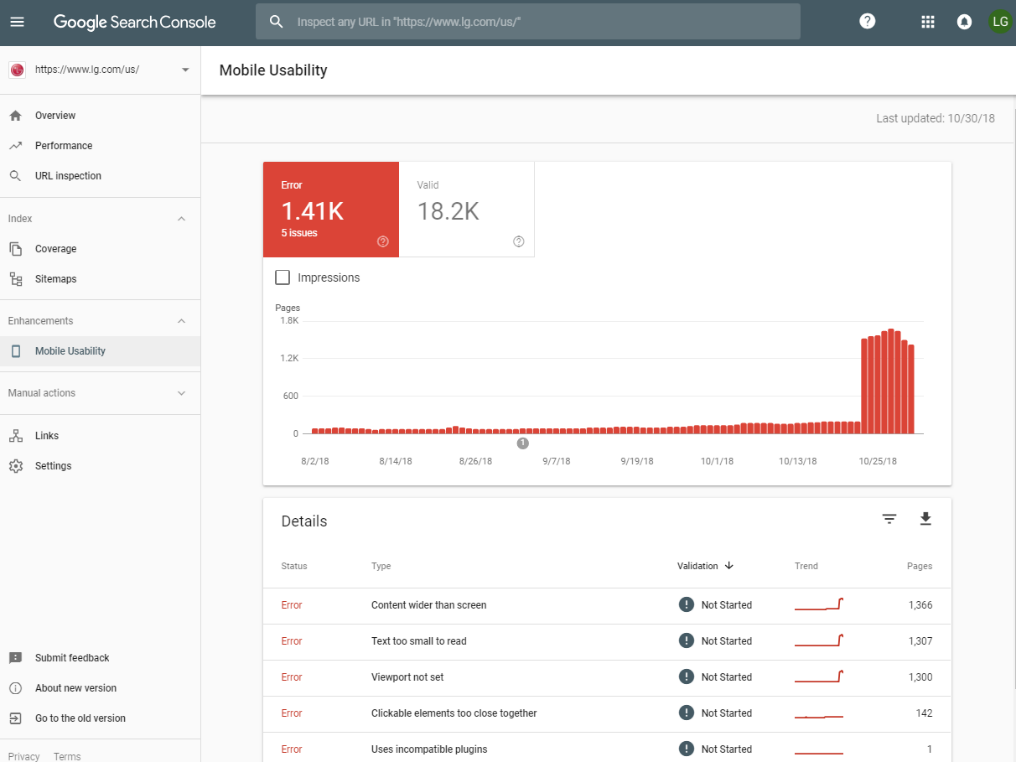 Google Search Console
Inspect any URL in "https://www.lg.com/us/"
?
LG
https://www.lg.com/us/
Mobile Usability
Last updated: 10/30/18
Overview
Performance
URL inspection
Index
Coverage
Sitemaps
Enhancements
Mobile Usability
Manual actions
Links
Settings
Submit feedback
About new version
Go to the old version
Privacy Terms
Error
1.41K
5 issues
?
Valid
18.2K
?
Impressions
Pages
1.8K
1.2K
600
0
1
8/2/18 8/14/18 8/26/18 9/7/18 9/19/18 10/1/18 10/13/18 10/25/18
Details
Status Type Validation Trend Pages
Error Content wider than screen ! Not Started 1,366
Error Text too small to read ! Not Started 1,307
Error Viewport not set ! Not Started 1,300
Error Clickable elements too close together ! Not Started 142
Error Uses incompatible plugins ! Not Started 1